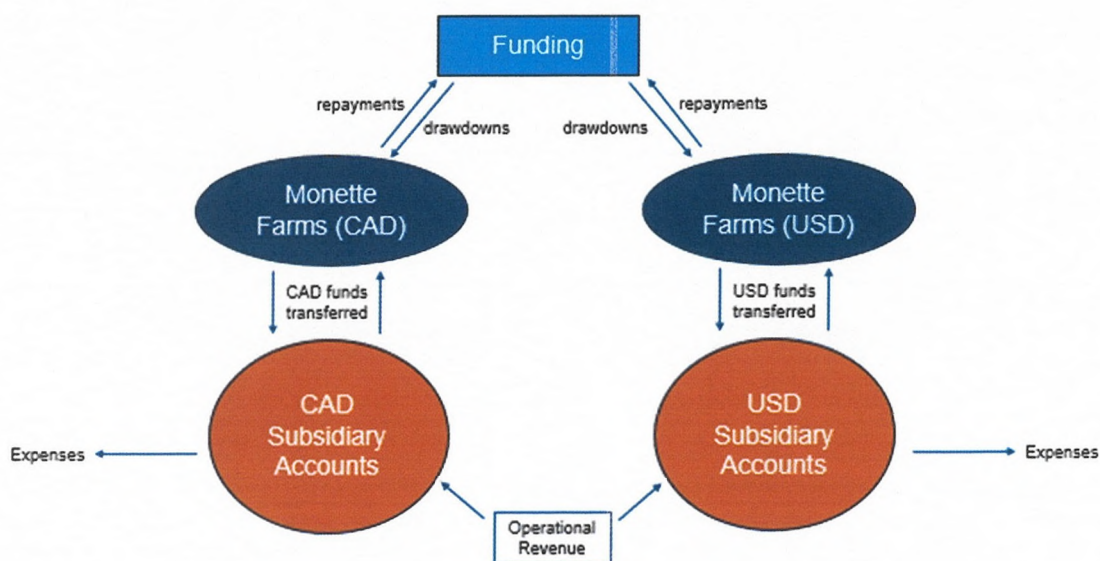 Funding
repayments
repayments
drawdowns
drawdowns
Monette
Farms (CAD)
Monette
Farms (USD)
CAD funds
transferred
USD funds
transferred
CAD
Subsidiary
Accounts
USD
Subsidiary
Accounts
Expenses
Expenses
Operational
Revenue